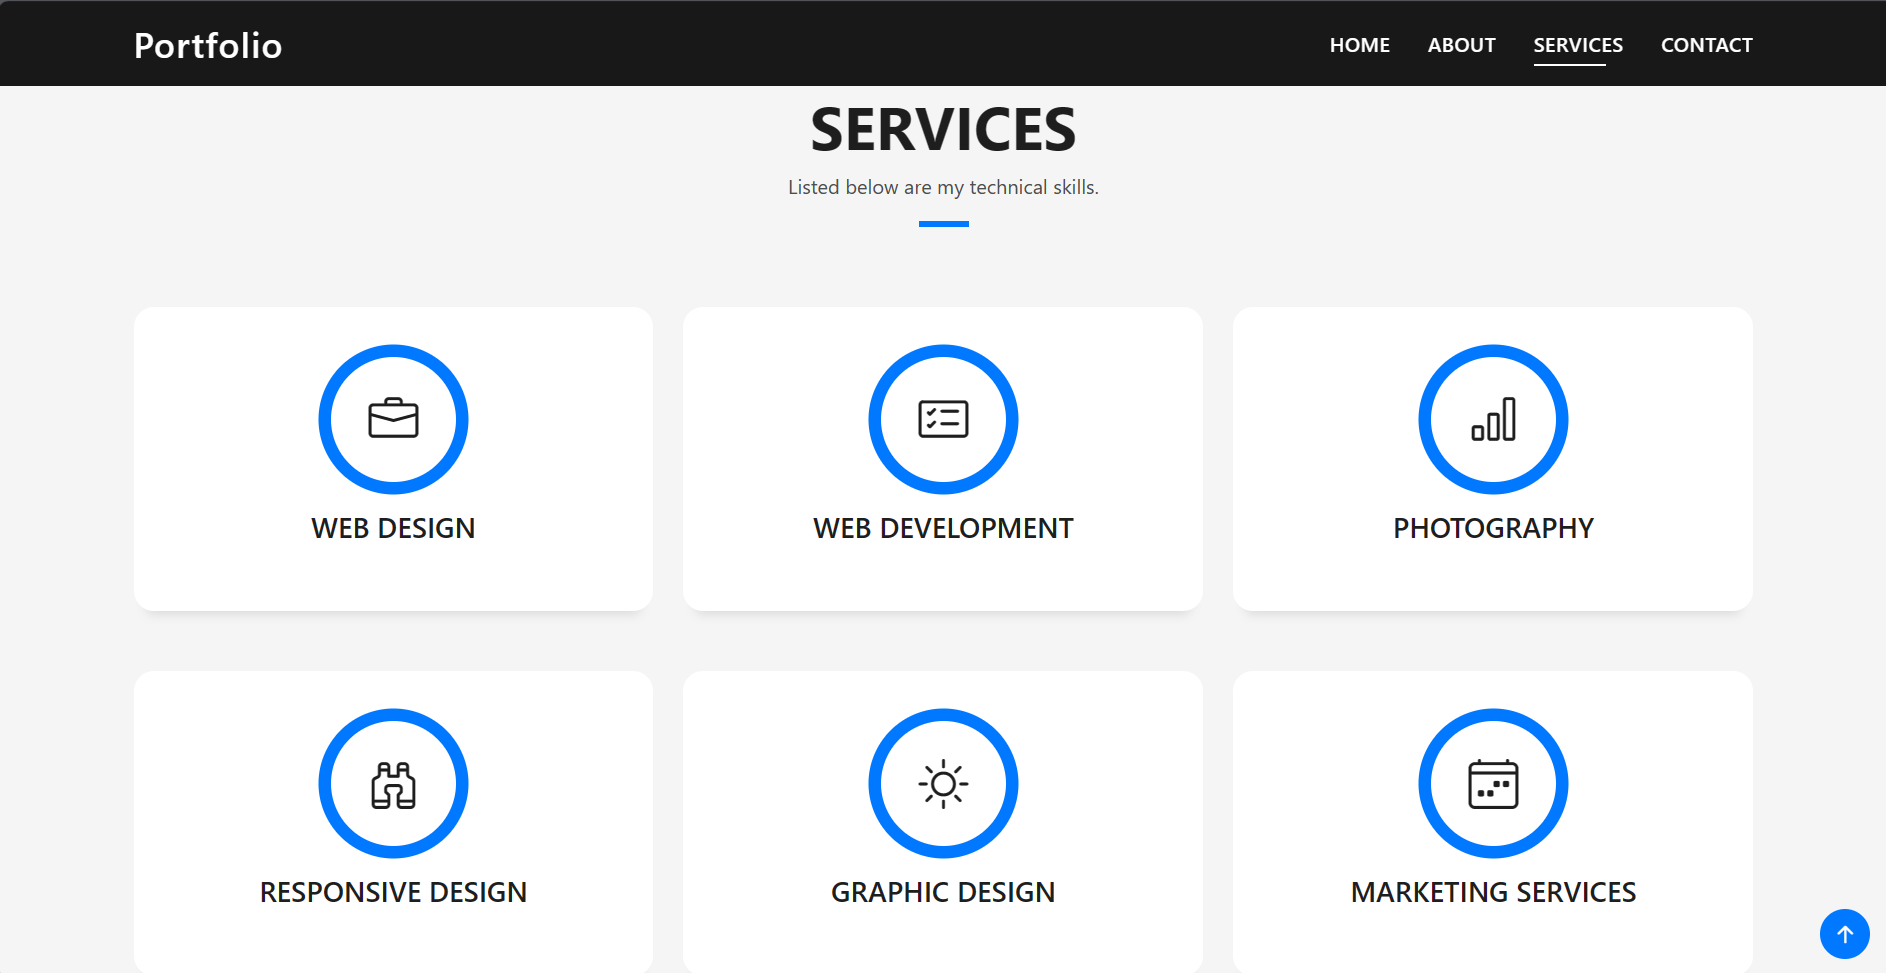 Portfolio
HOME ABOUT SERVICES CONTACT
SERVICES
Listed below are my technical skills.
WEB DESIGN
WEB DEVELOPMENT
PHOTOGRAPHY
RESPONSIVE DESIGN
GRAPHIC DESIGN
MARKETING SERVICES